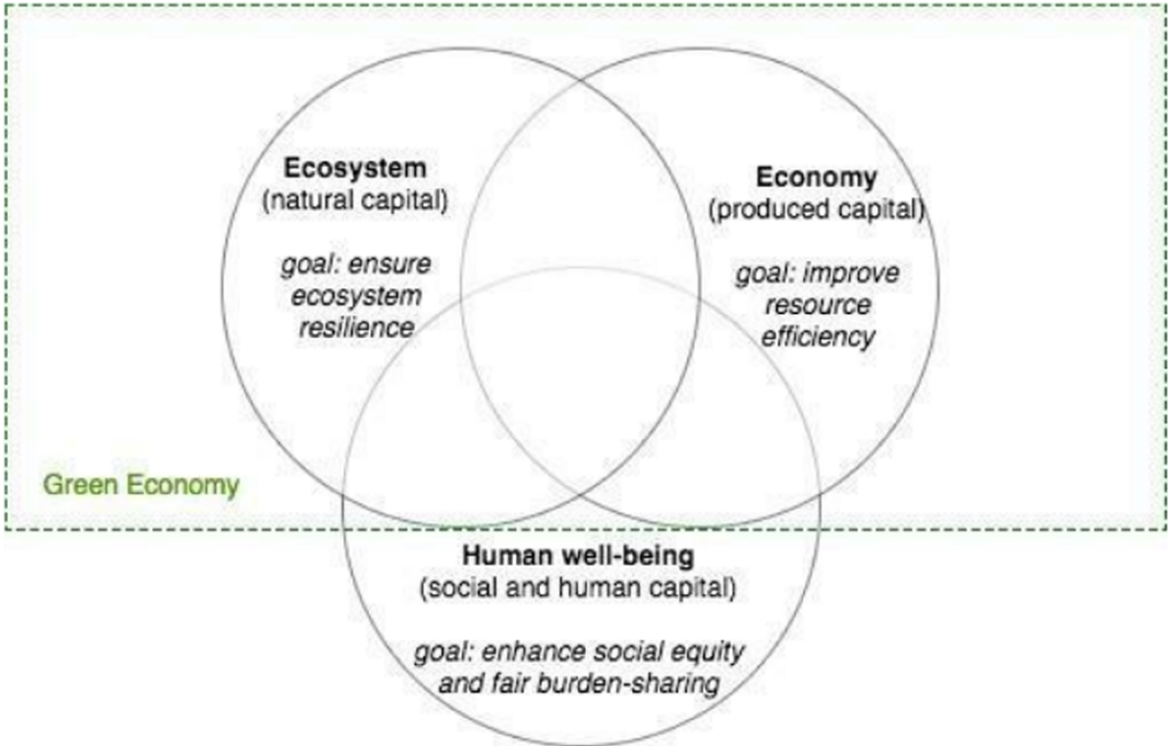 Ecosystem
(natural capital)
goal: ensure
ecosystem
resilience
Economy
(produced capital)
goal: improve
resource
efficiency
Green Economy
Human well-being
(social and human capital)
goal: enhance social equity
and fair burden-sharing